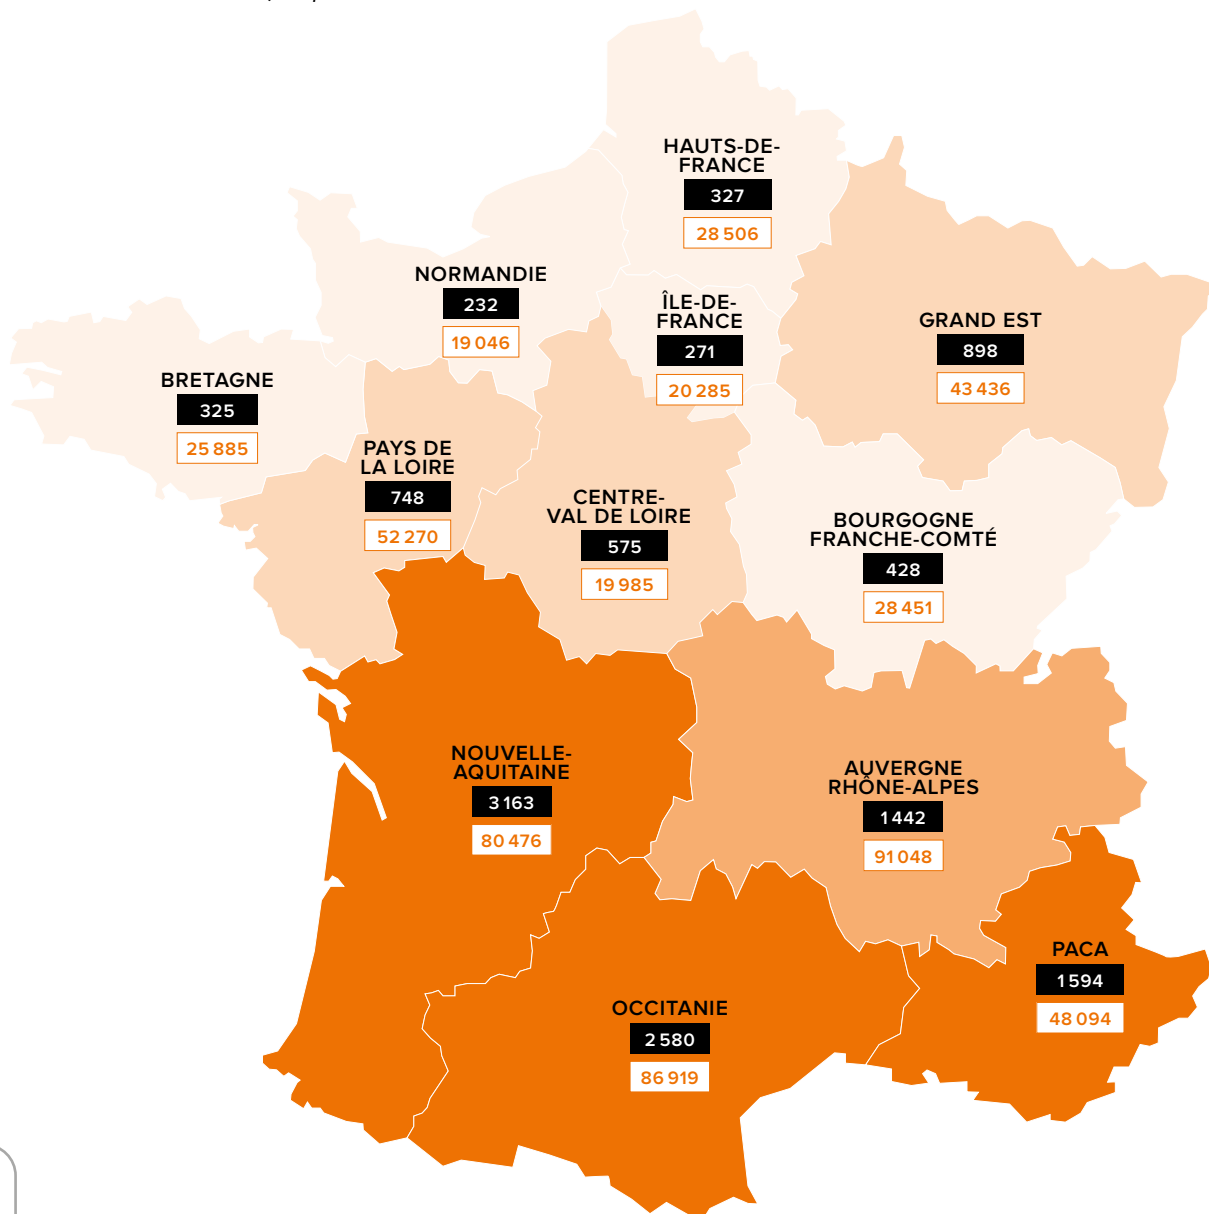 HAUTS-DE-
FRANCE
327
28 506
NORMANDIE
232
19 046
ÎLE-DE-
FRANCE
271
20 285
GRAND EST
898
43 436
BRETAGNE
325
25 885
PAYS DE
LA LOIRE
748
52 270
CENTRE-
VAL DE LOIRE
575
19 985
BOURGOGNE
FRANCHE-COMTÉ
428
28 451
NOUVELLE-
AQUITAINE
3 163
80 476
AUVERGNE
RHÔNE-ALPES
1 442
91 048
PACA
1 594
48 094
OCCITANIE
2 580
86 919